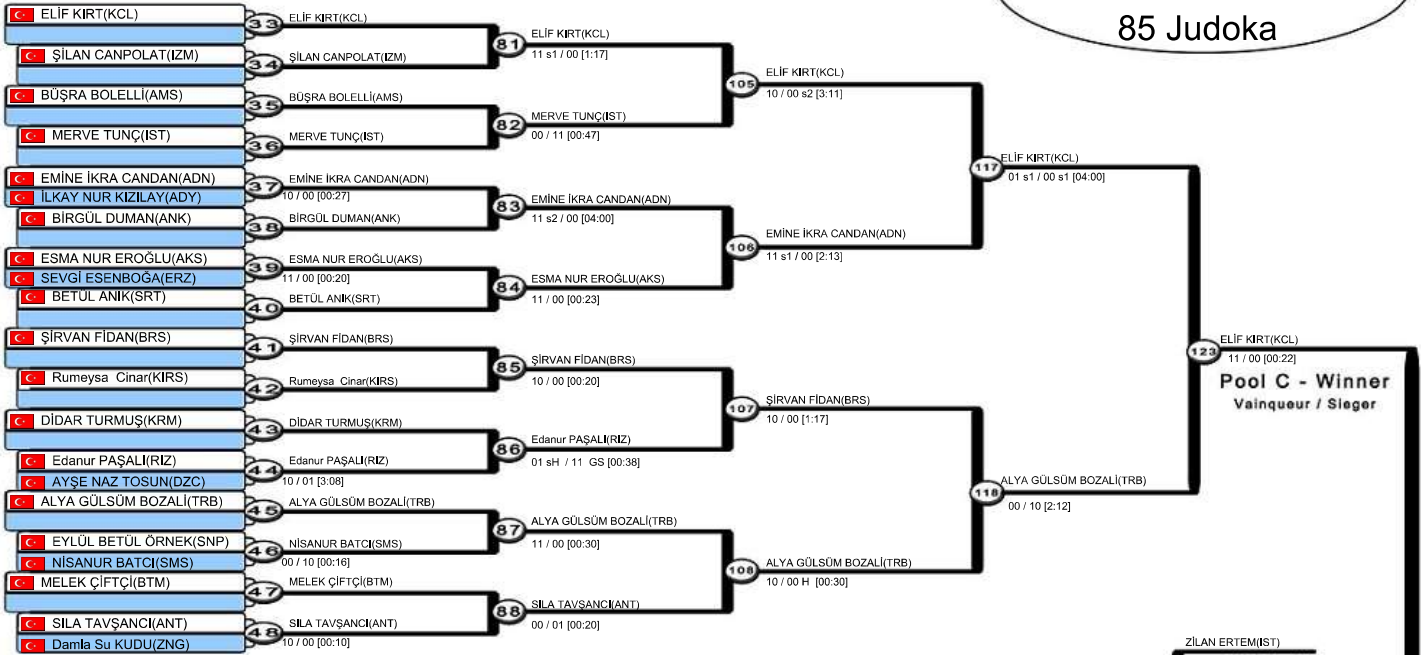 85 Judoka
ELİF KIRT(KCL)
ŞİLAN CANPOLAT(IZM)
BÜŞRA BOLELLİ(AMS)
MERVE TUNÇ(IST)
EMİNE İKRA CANDAN(ADN)
İLKAY NUR KIZILAY(ADY)
BİRGÜL DUMAN(ANK)
ESMA NUR EROĞLU(AKS)
SEVGİ ESENBOĞA(ERZ)
BETÜL ANIK(SRT)
ŞİRVAN FİDAN(BRS)
Rumeysa Cinar(KIRS)
DİDAR TURMUŞ(KRM)
Edanur PAŞALI(RIZ)
AYŞE NAZ TOSUN(DZC)
ALYA GÜLSÜM BOZALİ(TRB)
EYLÜL BETÜL ÖRNEK(SNP)
NİSANUR BATCI(SMS)
MELEK ÇİFTÇİ(BTM)
SILA TAVŞANCI(ANT)
Damla Su KUDU(ZNG)
33 ELİF KIRT(KCL)
34 ŞİLAN CANPOLAT(IZM)
35 BÜŞRA BOLELLİ(AMS)
36 MERVE TUNÇ(IST)
37 EMİNE İKRA CANDAN(ADN)
10 / 00 [00:27]
38 BİRGÜL DUMAN(ANK)
39 ESMA NUR EROĞLU(AKS)
11 / 00 [00:20]
40 BETÜL ANIK(SRT)
41 ŞİRVAN FİDAN(BRS)
42 Rumeysa Cinar(KIRS)
43 DİDAR TURMUŞ(KRM)
44 Edanur PAŞALI(RIZ)
10 / 01 [3:08]
45 ALYA GÜLSÜM BOZALİ(TRB)
46 NİSANUR BATCI(SMS)
00 / 10 [00:16]
47 MELEK ÇİFTÇİ(BTM)
48 SILA TAVŞANCI(ANT)
10 / 00 [00:10]
81 ELİF KIRT(KCL)
11 s1 / 00 [1:17]
82 MERVE TUNÇ(IST)
00 / 11 [00:47]
83 EMİNE İKRA CANDAN(ADN)
11 s2 / 00 [04:00]
84 ESMA NUR EROĞLU(AKS)
11 / 00 [00:23]
85 ŞİRVAN FİDAN(BRS)
10 / 00 [00:20]
86 Edanur PAŞALI(RIZ)
01 sH / 11 GS [00:38]
87 ALYA GÜLSÜM BOZALİ(TRB)
11 / 00 [00:30]
88 SILA TAVŞANCI(ANT)
00 / 01 [00:20]
105 ELİF KIRT(KCL)
10 / 00 s2 [3:11]
106 EMİNE İKRA CANDAN(ADN)
11 s1 / 00 [2:13]
107 ŞİRVAN FİDAN(BRS)
10 / 00 [1:17]
108 ALYA GÜLSÜM BOZALİ(TRB)
10 / 00 H [00:30]
117 ELİF KIRT(KCL)
01 s1 / 00 s1 [04:00]
118 ALYA GÜLSÜM BOZALİ(TRB)
00 / 10 [2:12]
123 ELİF KIRT(KCL)
11 / 00 [00:22]
Pool C - Winner
Vainqueur / Sieger
ZİLAN ERTEM(IST)